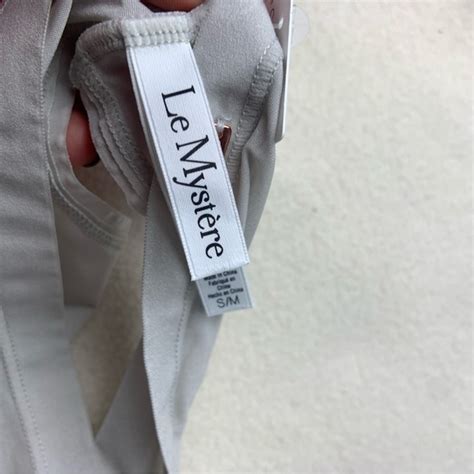 Le Mystère
Made in China
Fabriqué en
Chine
Hecho en China
S/M